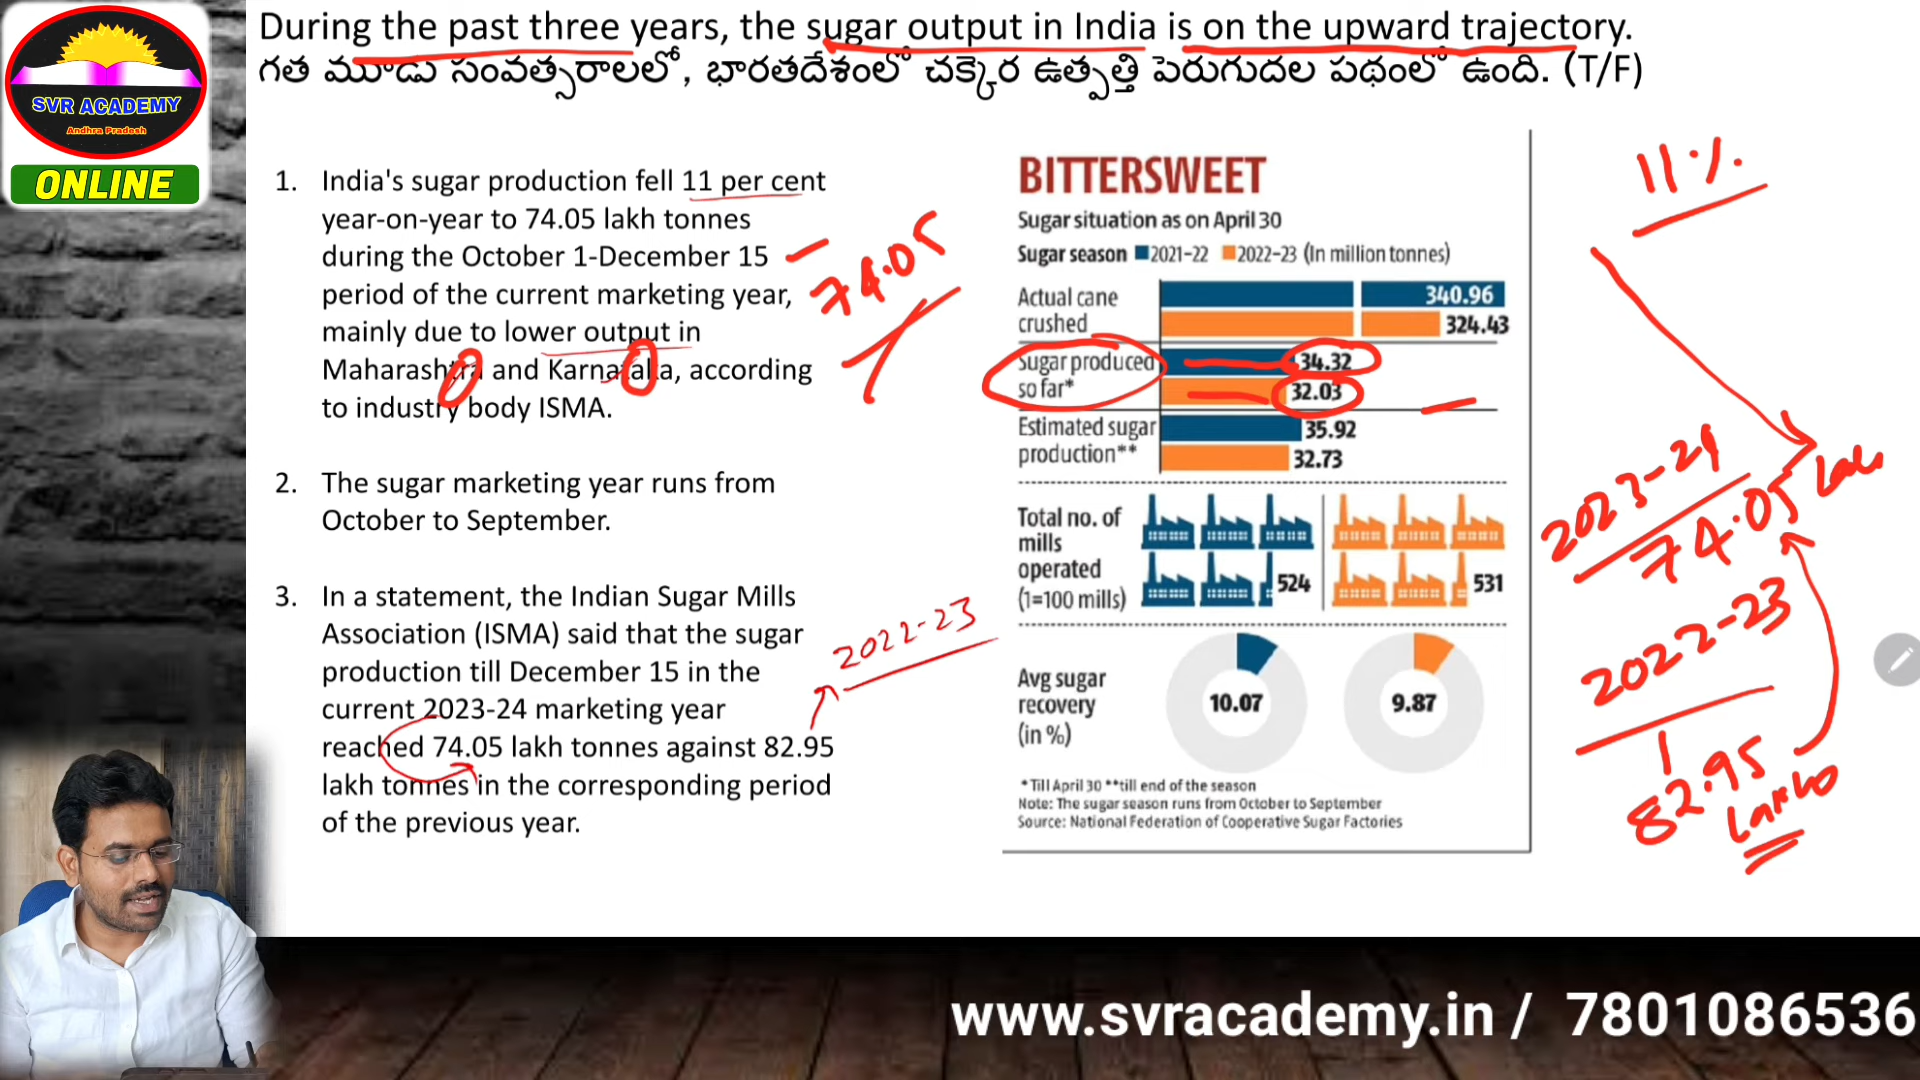 During the past three years, the sugar output in India is on the upward trajectory.
గత మూడు సంవత్సరాలలో, భారతదేశంలో చక్కెర ఉత్పత్తి పెరుగుదల పథంలో ఉంది. (T/F)
SVR ACADEMY
Andhra Pradesh
ONLINE
1. India's sugar production fell 11 per cent
year-on-year to 74.05 lakh tonnes
during the October 1-December 15
period of the current marketing year,
mainly due to lower output in
Maharashtra and Karnataka, according
to industry body ISMA.
2. The sugar marketing year runs from
October to September.
3. In a statement, the Indian Sugar Mills
Association (ISMA) said that the sugar
production till December 15 in the
current 2023-24 marketing year
reached 74.05 lakh tonnes against 82.95
lakh tonnes in the corresponding period
of the previous year.
74.05
2022-23
BITTERSWEET
Sugar situation as on April 30
Sugar season 2021-22 2022-23 (In million tonnes)
Actual cane
crushed
340.96
324.43
Sugar produced
so far*
34.32
32.03
Estimated sugar
production**
35.92
32.73
Total no. of
mills
operated
(1=100 mills)
524
531
Avg sugar
recovery
(in %)
10.07
9.87
*Till April 30 **till end of the season
Note: The sugar season runs from October to September
Source: National Federation of Cooperative Sugar Factories
11%
2023-24
74.05
2022-23
82.95
www.svracademy.in / 7801086536